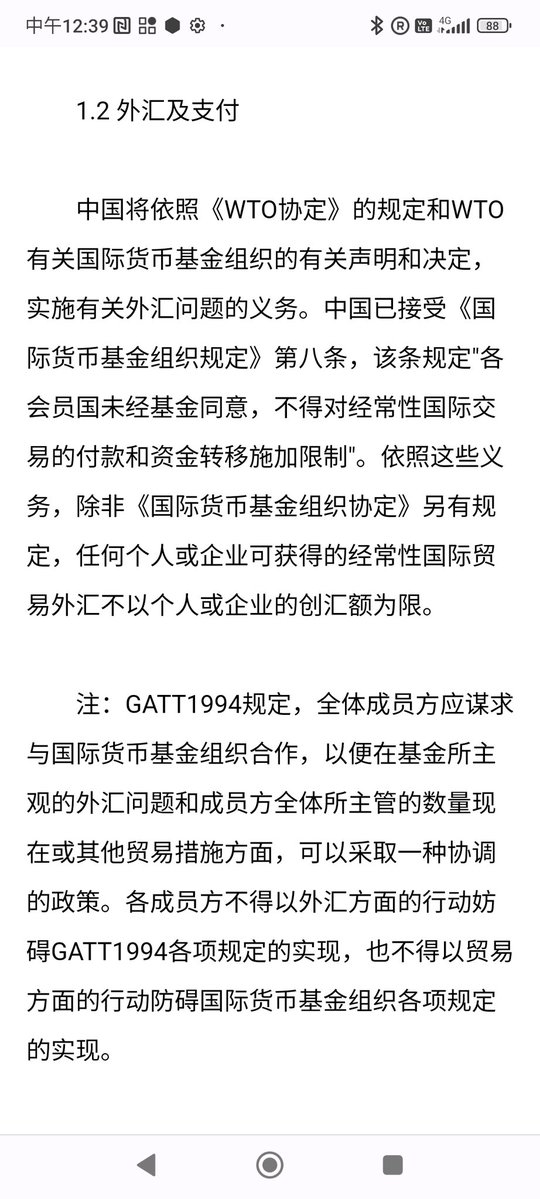 中午12:39
4G
88
1.2 外汇及支付
中国将依照《WTO协定》的规定和WTO
有关国际货币基金组织的有关声明和决定，
实施有关外汇问题的义务。中国已接受《国
际货币基金组织规定》第八条，该条规定"各
会员国未经基金同意，不得对经常性国际交
易的付款和资金转移施加限制"。依照这些义
务，除非《国际货币基金组织协定》另有规
定，任何个人或企业可获得的经常性国际贸
易外汇不以个人或企业的创汇额为限。
注：GATT1994规定，全体成员方应谋求
与国际货币基金组织合作，以便在基金所主
观的外汇问题和成员方全体所主管的数量现
在或其他贸易措施方面，可以采取一种协调
的政策。各成员方不得以外汇方面的行动妨
碍GATT1994各项规定的实现，也不得以贸易
方面的行动防碍国际货币基金组织各项规定
的实现。